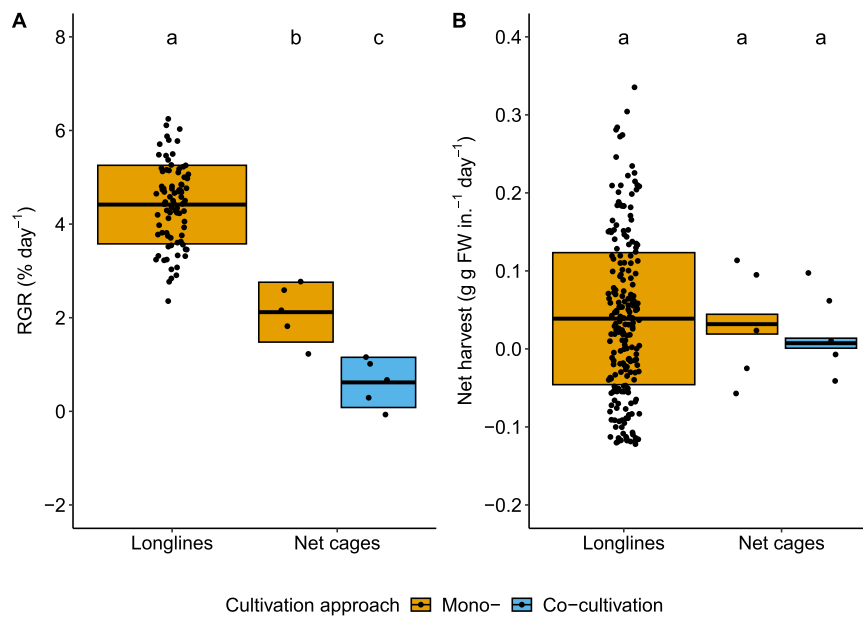 A
B
a
b
c
a
a
a
8
6
4
2
0
−2
RGR (% day⁻¹)
0.4
0.3
0.2
0.1
0.0
−0.1
−0.2
Net harvest (g g FW in.⁻¹ day⁻¹)
Longlines
Net cages
Longlines
Net cages
Cultivation approach Mono− Co−cultivation